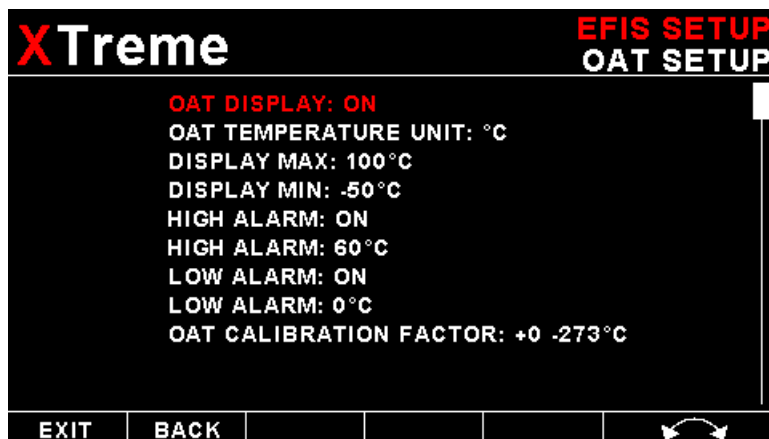 XTreme
EFIS SETUP
OAT SETUP
OAT DISPLAY: ON
OAT TEMPERATURE UNIT: °C
DISPLAY MAX: 100°C
DISPLAY MIN: -50°C
HIGH ALARM: ON
HIGH ALARM: 60°C
LOW ALARM: ON
LOW ALARM: 0°C
OAT CALIBRATION FACTOR: +0 -273°C
EXIT BACK